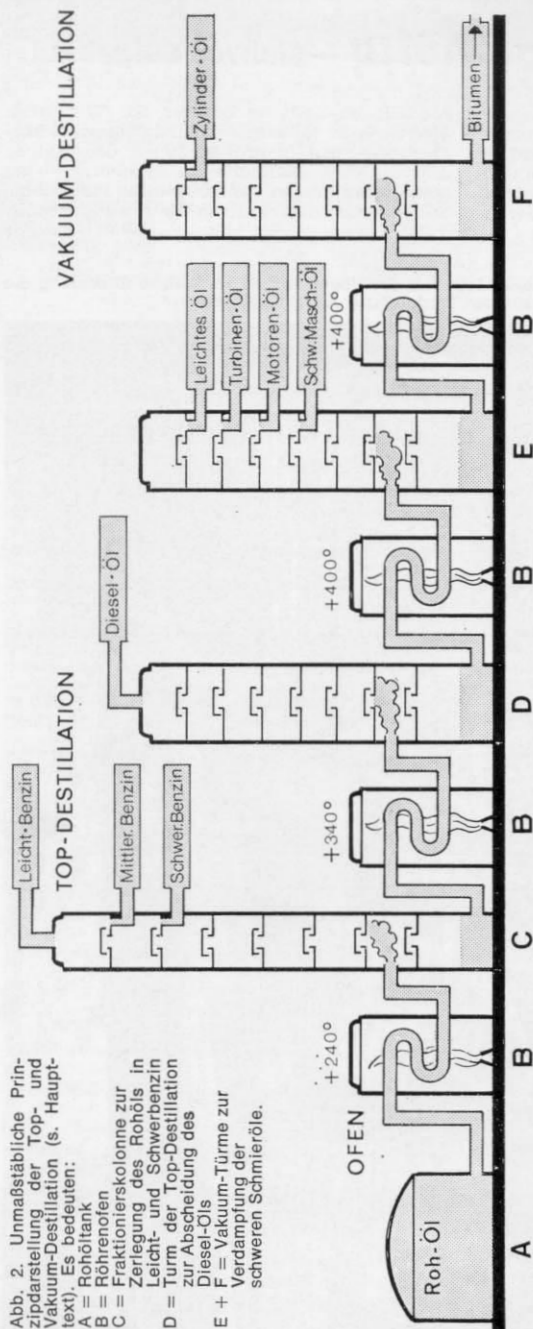 Abb. 2. Unmaßstäbliche Prin-
zipdarstellung der Top- und
Vakuum-Destillation (s. Haupt-
text). Es bedeuten:
A = Rohöltank
B = Röhrenofen
C = Fraktionierskolonne zur
Zerlegung des Rohöls in
Leicht- und Schwerbenzin
D = Turm der Top-Destillation
zur Abscheidung des
Diesel-Öls
E + F = Vakuum-Türme zur
Verdampfung der
schweren Schmieröle.
TOP-DESTILLATION
VAKUUM-DESTILLATION
Leicht-Benzin
Mittler. Benzin
Schwer. Benzin
Diesel-Öl
Leichtes Öl
Turbinen-Öl
Motoren-Öl
Schw. Masch-Öl
Zylinder-Öl
Bitumen
OFEN
+240°
+340°
+400°
+400°
Roh-Öl
A
B
C
B
D
B
E
B
F